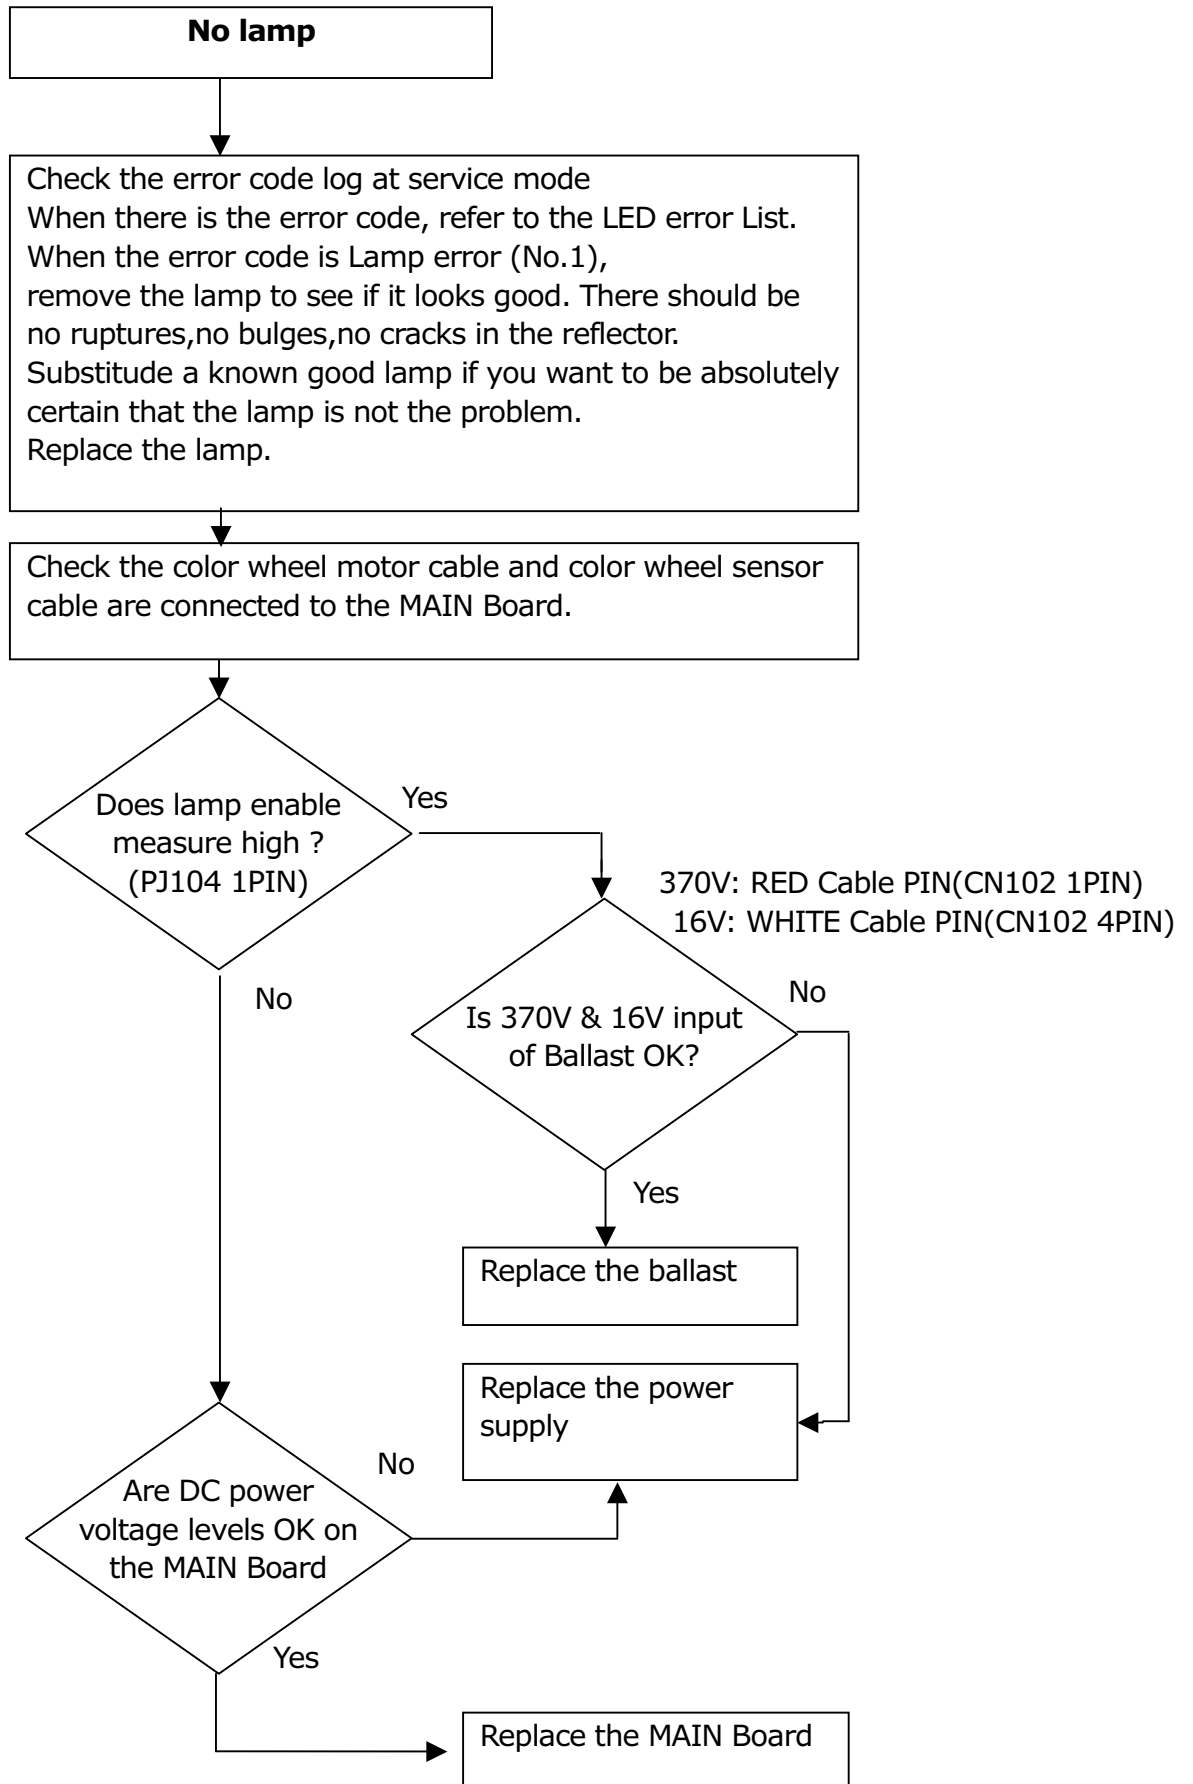 No lamp
Check the error code log at service mode
When there is the error code, refer to the LED error List.
When the error code is Lamp error (No.1),
remove the lamp to see if it looks good. There should be
no ruptures,no bulges,no cracks in the reflector.
Substitude a known good lamp if you want to be absolutely
certain that the lamp is not the problem.
Replace the lamp.
Check the color wheel motor cable and color wheel sensor
cable are connected to the MAIN Board.
Does lamp enable
measure high ?
(PJ104 1PIN)
Yes
No
370V: RED Cable PIN(CN102 1PIN)
16V: WHITE Cable PIN(CN102 4PIN)
Is 370V & 16V input
of Ballast OK?
No
Yes
Replace the ballast
Replace the power
supply
Are DC power
voltage levels OK on
the MAIN Board
No
Yes
Replace the MAIN Board